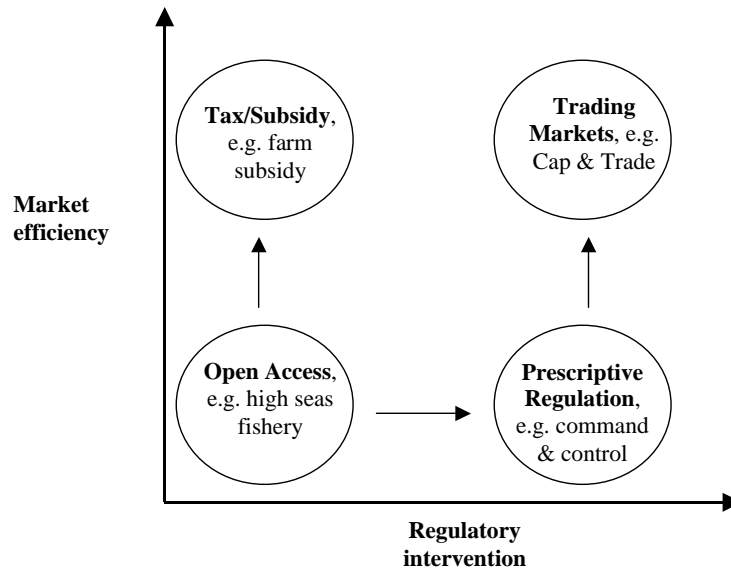 Tax/Subsidy,
e.g. farm
subsidy
Trading
Markets, e.g.
Cap & Trade
Market
efficiency
Open Access,
e.g. high seas
fishery
Prescriptive
Regulation,
e.g. command
& control
Regulatory
intervention